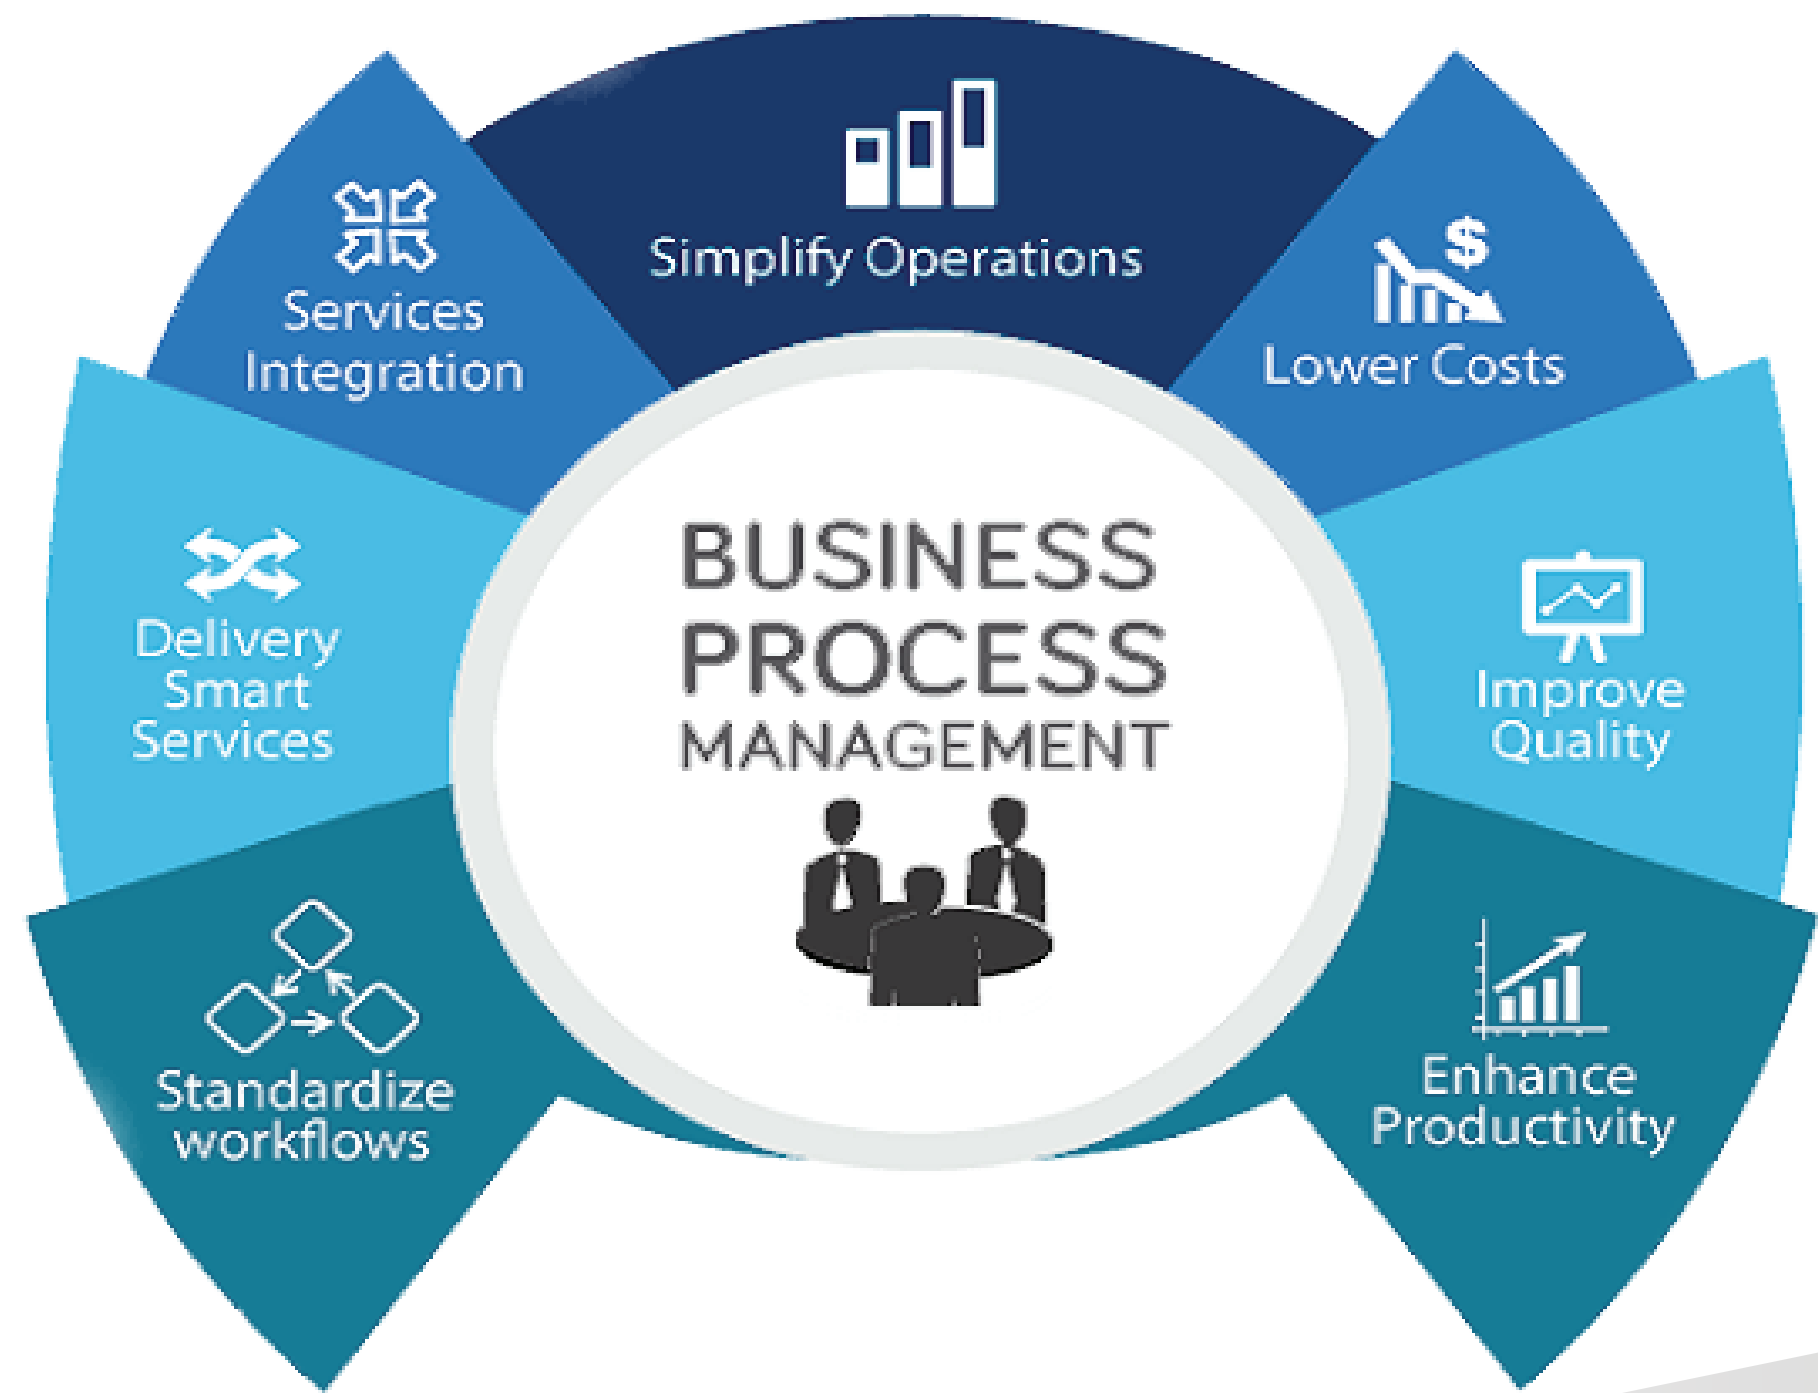 Simplify Operations
Services
Integration
Lower Costs
Delivery
Smart
Services
BUSINESS
PROCESS
MANAGEMENT
Improve
Quality
Standardize
workflows
Enhance
Productivity